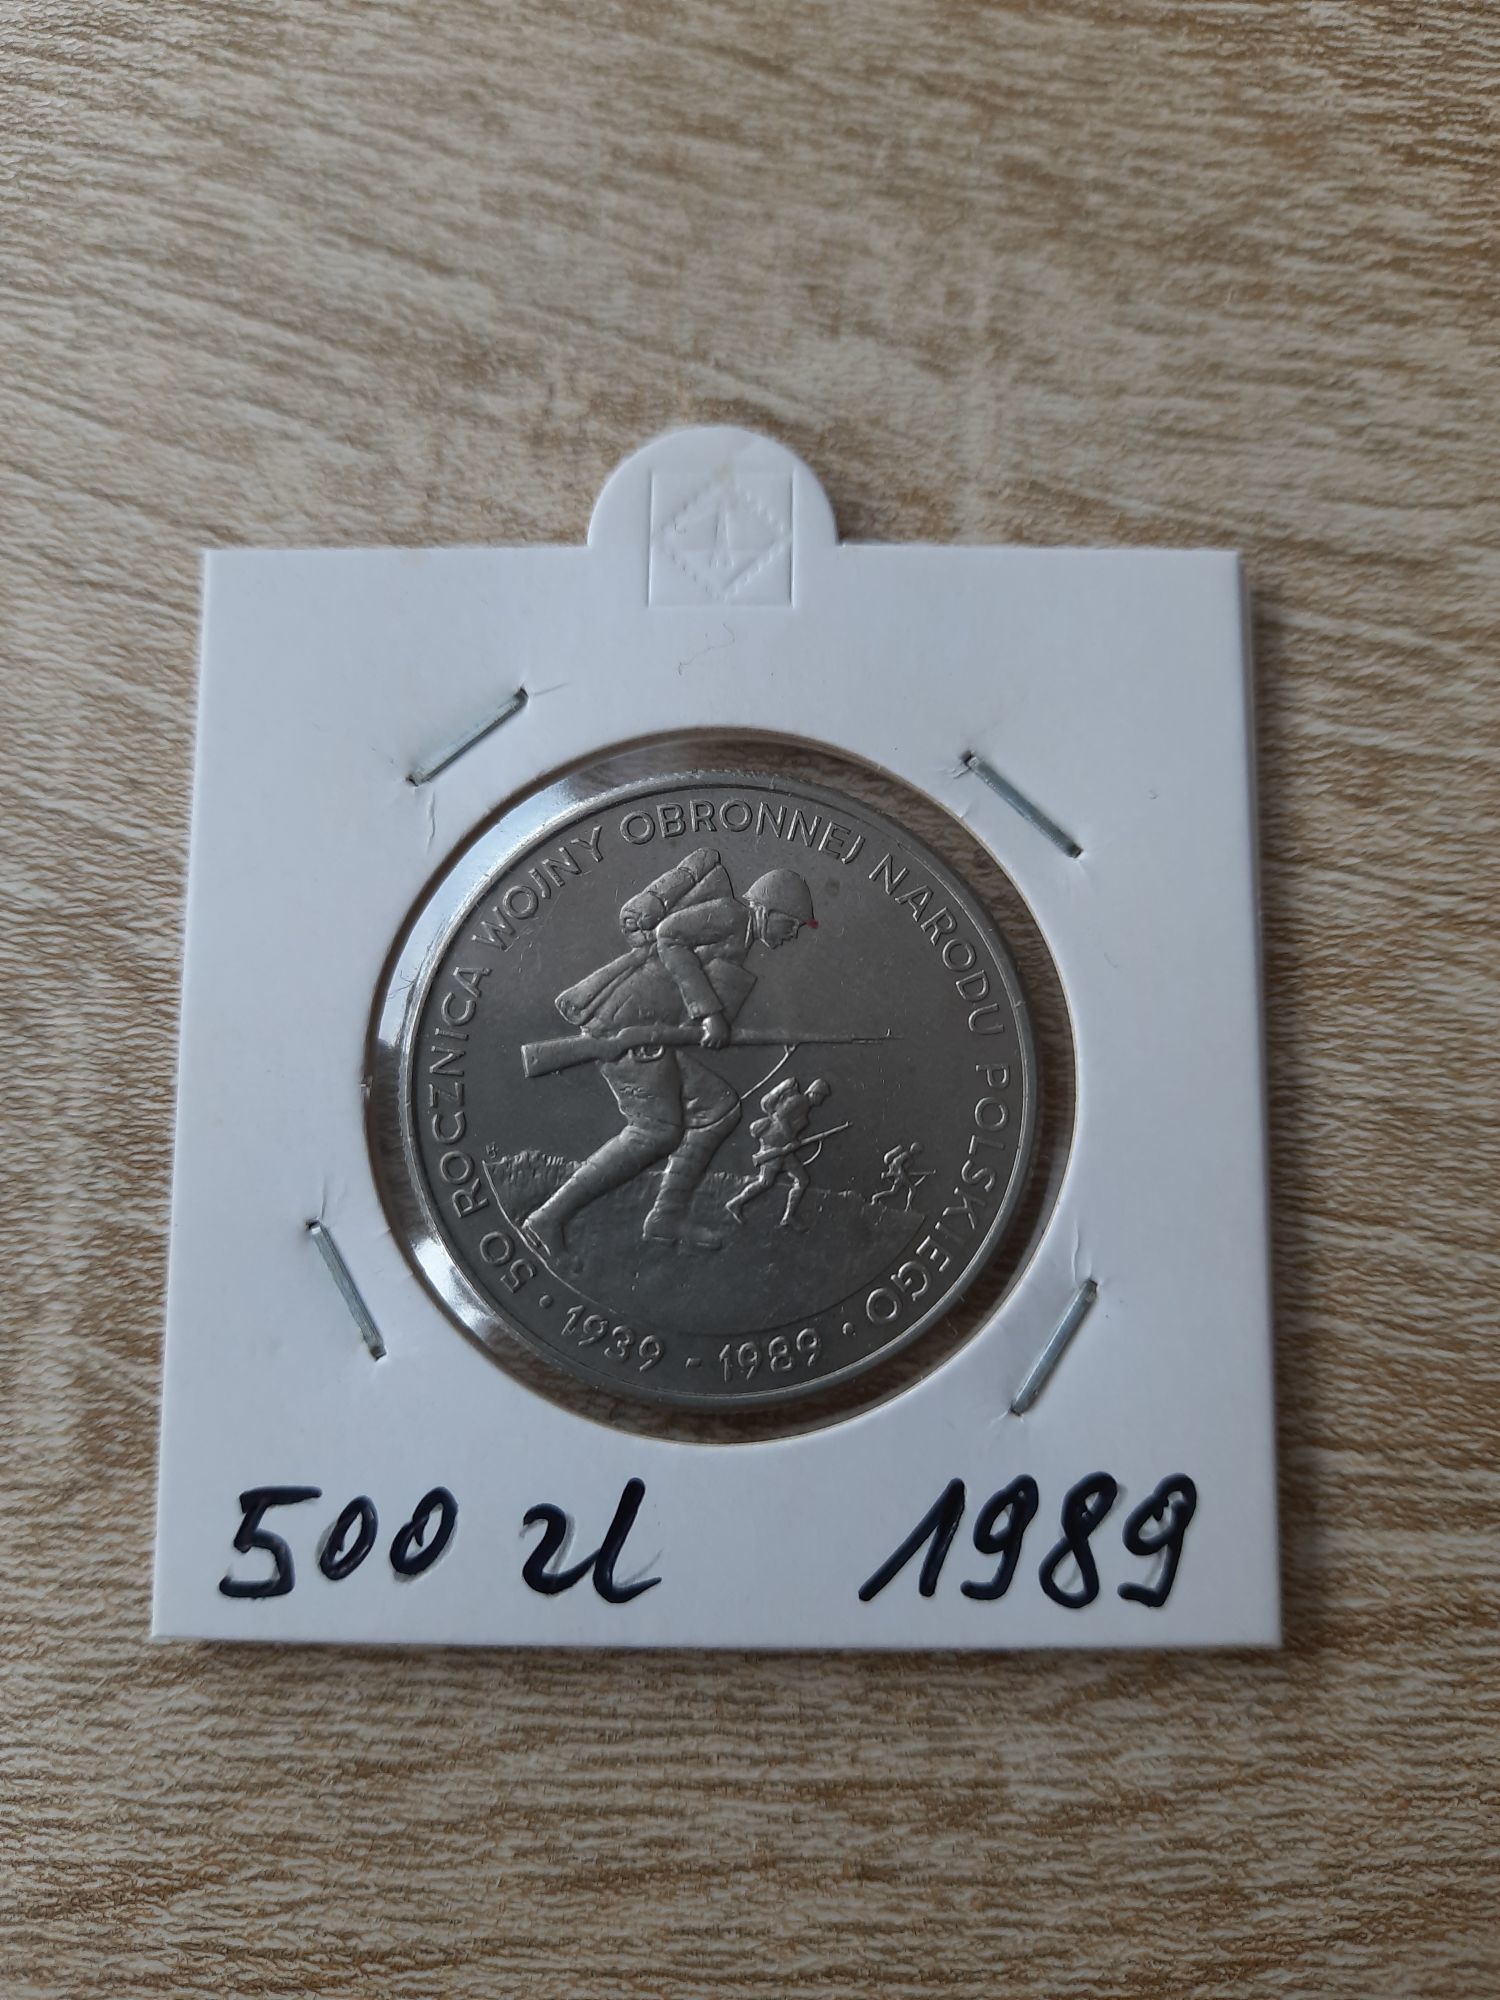 50 ROCZNICA WOJNY OBRONNEJ NARODU POLSKIEGO
• 1939 - 1989 •
500 zł 1989